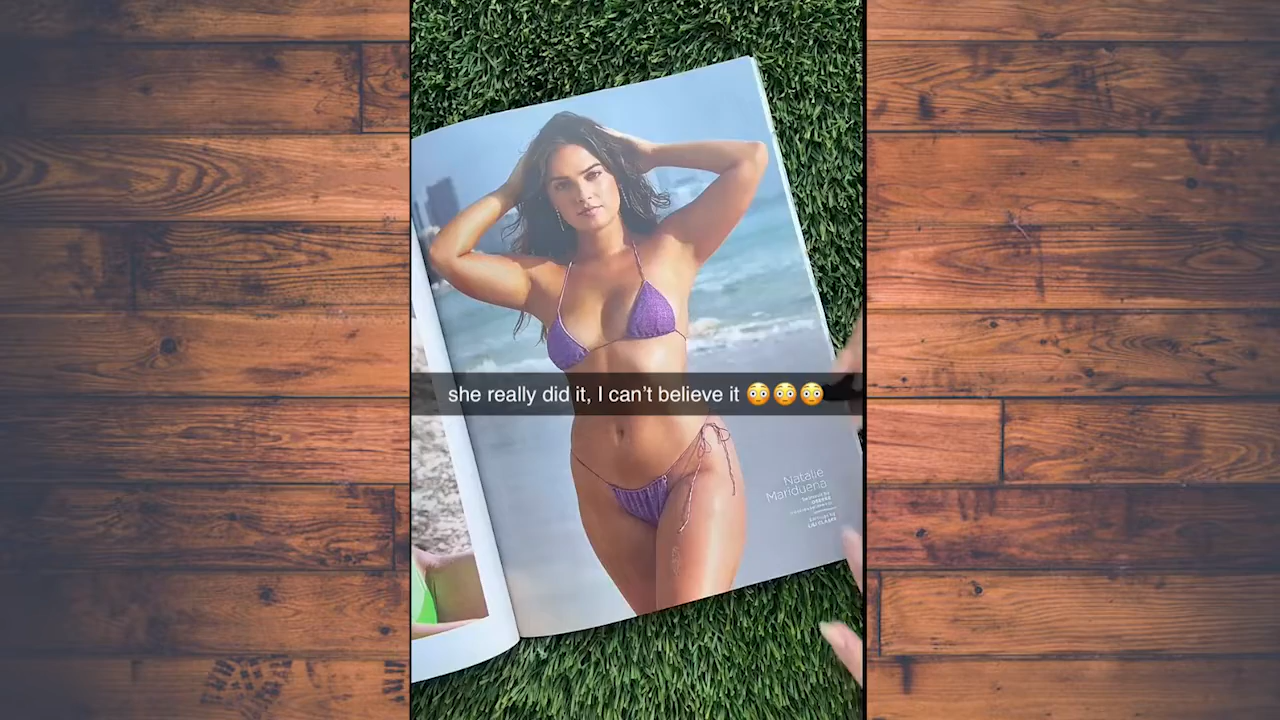 she really did it, I can't believe it 😳😳😳
Natalie
Mariduena